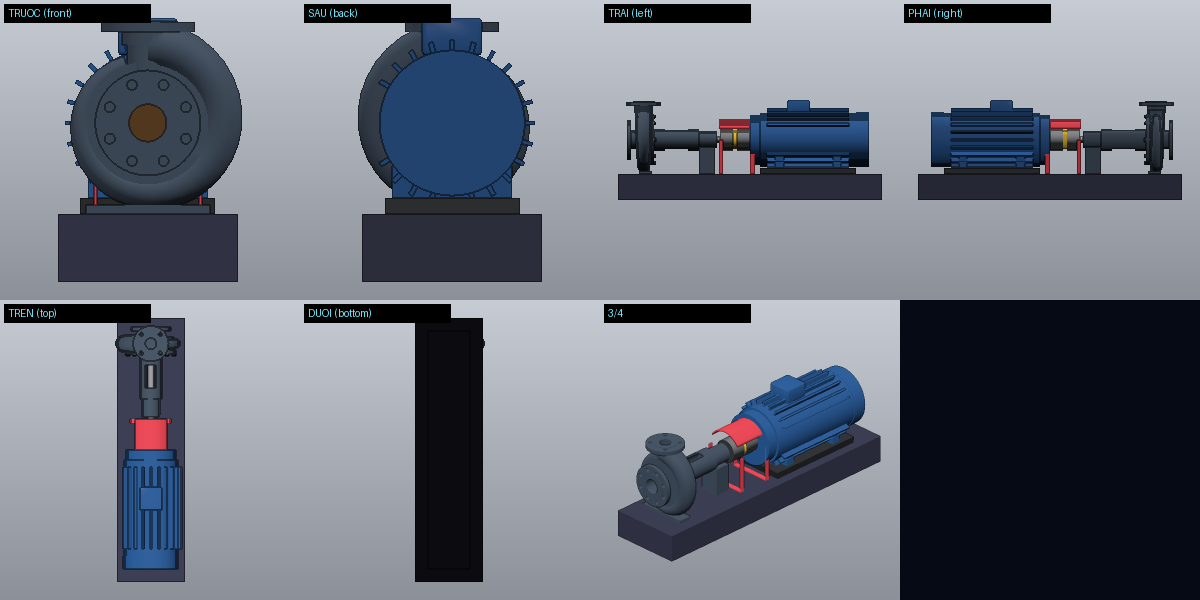 TRUOC (front)
SAU (back)
TRAI (left)
PHAI (right)
TREN (top)
DUOI (bottom)
3/4